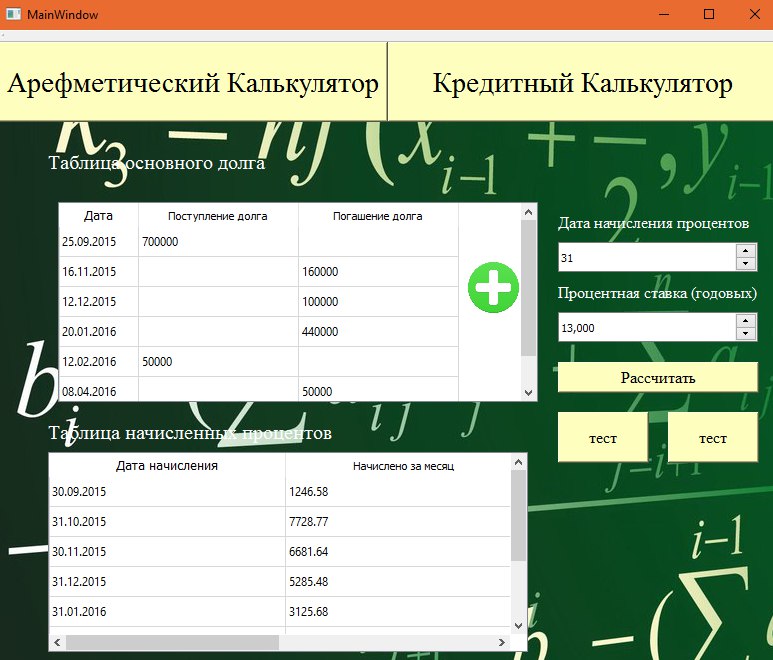 MainWindow
Арефметический Калькулятор
Кредитный Калькулятор
Таблица основного долга
Дата Поступление долга Погашение долга
25.09.2015 700000
16.11.2015 160000
12.12.2015 100000
20.01.2016 440000
12.02.2016 50000
08.04.2016 50000
Дата начисления процентов
31
Процентная ставка (годовых)
13,000
Рассчитать
тест тест
Таблица начисленных процентов
Дата начисления Начислено за месяц
30.09.2015 1246.58
31.10.2015 7728.77
30.11.2015 6681.64
31.12.2015 5285.48
31.01.2016 3125.68